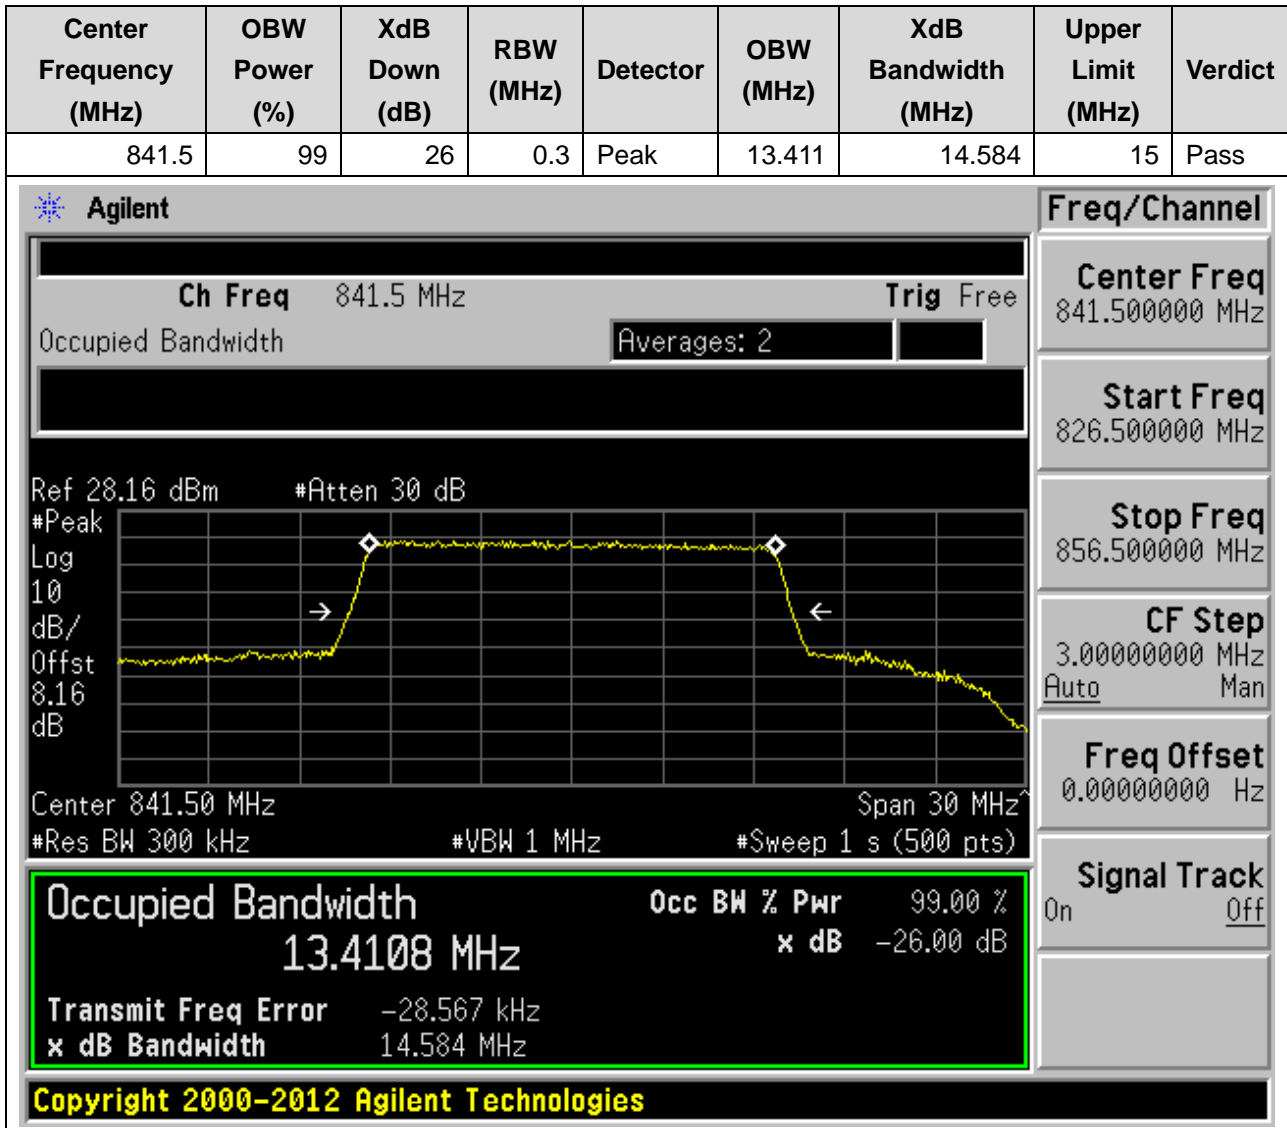 Center Frequency (MHz) OBW Power (%) XdB Down (dB) RBW (MHz) Detector OBW (MHz) XdB Bandwidth (MHz) Upper Limit (MHz) Verdict
841.5 99 26 0.3 Peak 13.411 14.584 15 Pass
Agilent
Freq/Channel
Ch Freq 841.5 MHz Trig Free
Occupied Bandwidth Averages: 2
Center Freq
841.500000 MHz
Start Freq
826.500000 MHz
Stop Freq
856.500000 MHz
CF Step
3.00000000 MHz
Auto Man
Freq Offset
0.00000000 Hz
Signal Track
On Off
Ref 28.16 dBm #Atten 30 dB
#Peak
Log
10
dB/
Offst
8.16
dB
Center 841.50 MHz Span 30 MHz^
#Res BW 300 kHz #VBW 1 MHz #Sweep 1 s (500 pts)
Occupied Bandwidth Occ BW % Pwr 99.00 %
13.4108 MHz x dB -26.00 dB
Transmit Freq Error -28.567 kHz
x dB Bandwidth 14.584 MHz
Copyright 2000-2012 Agilent Technologies